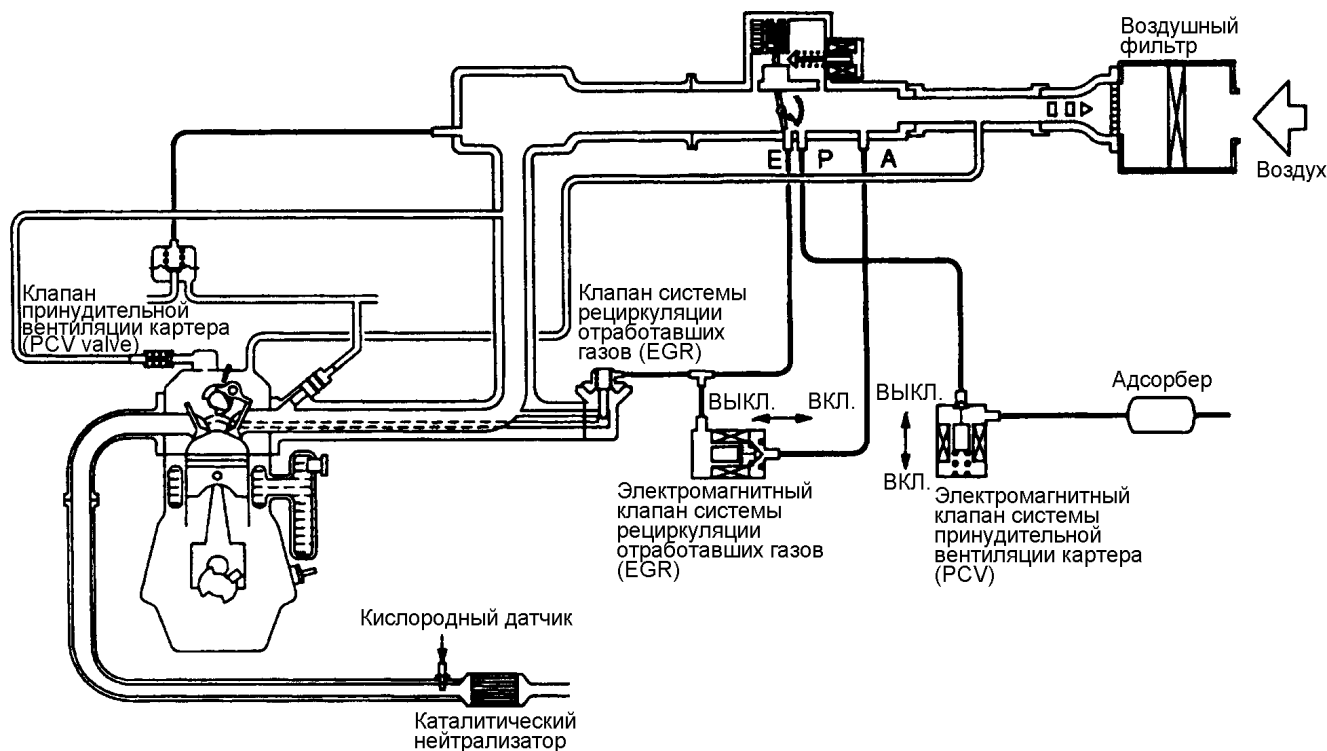 Воздушный
фильтр
Воздух
E P A
Клапан
принудительной
вентиляции картера
(PCV valve)
Клапан системы
рециркуляции
отработавших
газов (EGR)
ВЫКЛ. ВКЛ.
ВЫКЛ.
ВКЛ.
Адсорбер
Электромагнитный
клапан системы
рециркуляции
отработавших газов
(EGR)
Электромагнитный
клапан системы
принудительной
вентиляции картера
(PCV)
Кислородный датчик
Каталитический
нейтрализатор